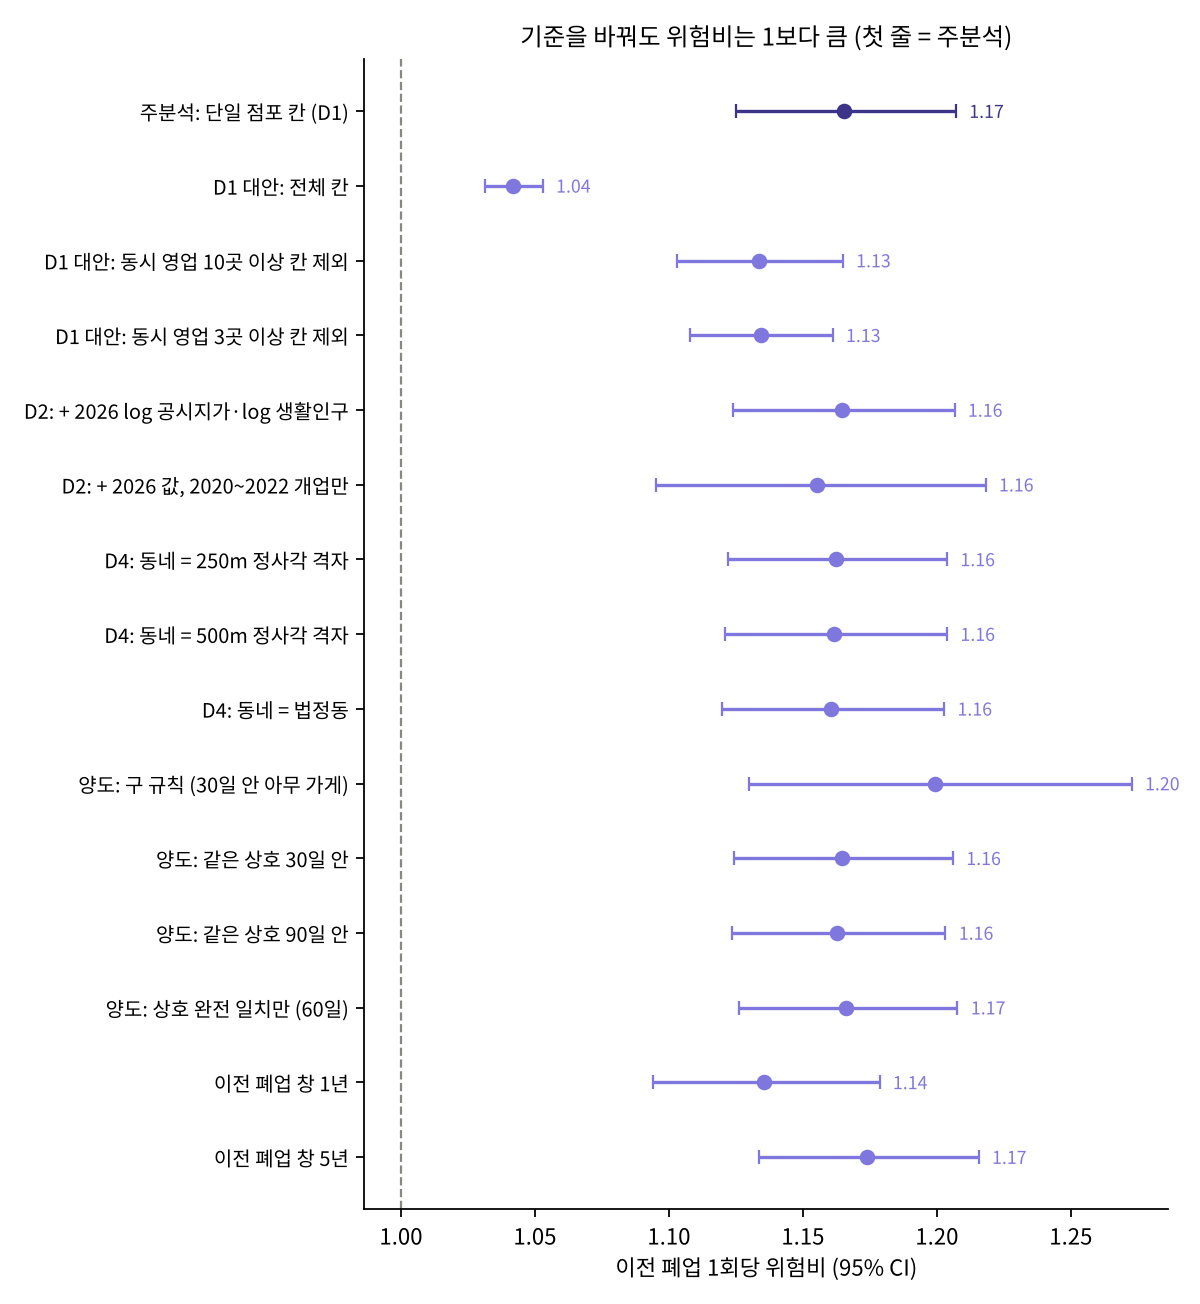 기준을 바꿔도 위험비는 1보다 큼 (첫 줄 = 주분석)
주분석: 단일 점포 칸 (D1)
1.17
D1 대안: 전체 칸
1.04
D1 대안: 동시 영업 10곳 이상 칸 제외
1.13
D1 대안: 동시 영업 3곳 이상 칸 제외
1.13
D2: + 2026 log 공시지가·log 생활인구
1.16
D2: + 2026 값, 2020~2022 개업만
1.16
D4: 동네 = 250m 정사각 격자
1.16
D4: 동네 = 500m 정사각 격자
1.16
D4: 동네 = 법정동
1.16
양도: 구 규칙 (30일 안 아무 가게)
1.20
양도: 같은 상호 30일 안
1.16
양도: 같은 상호 90일 안
1.16
양도: 상호 완전 일치만 (60일)
1.17
이전 폐업 창 1년
1.14
이전 폐업 창 5년
1.17
1.00 1.05 1.10 1.15 1.20 1.25
이전 폐업 1회당 위험비 (95% CI)